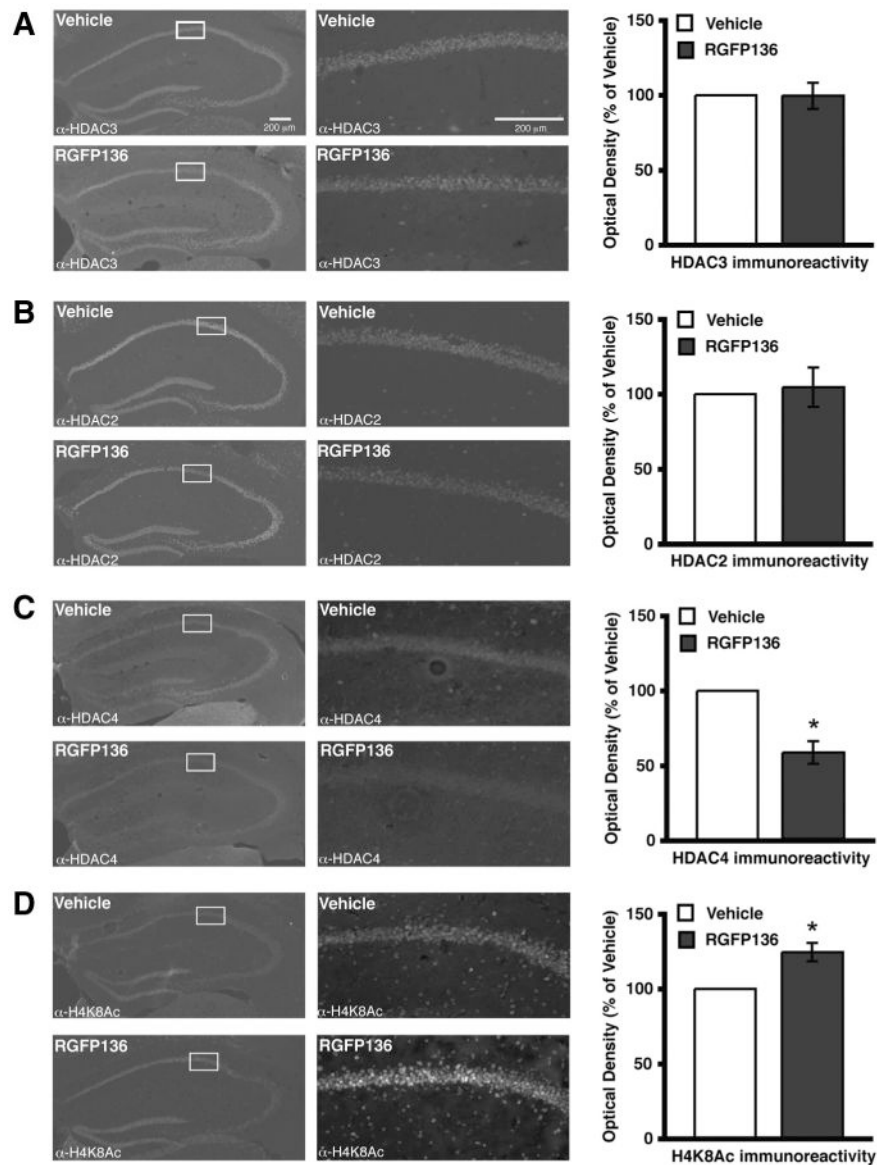 A
Vehicle
200 μm
α-HDAC3
Vehicle
200 μm
α-HDAC3
RGFP136
α-HDAC3
RGFP136
α-HDAC3
Optical Density (% of Vehicle)
150
100
50
0
Vehicle
RGFP136
HDAC3 immunoreactivity
B
Vehicle
α-HDAC2
Vehicle
α-HDAC2
RGFP136
α-HDAC2
RGFP136
α-HDAC2
Optical Density (% of Vehicle)
150
100
50
0
Vehicle
RGFP136
HDAC2 immunoreactivity
C
Vehicle
α-HDAC4
Vehicle
α-HDAC4
RGFP136
α-HDAC4
RGFP136
α-HDAC4
Optical Density (% of Vehicle)
150
100
50
0
Vehicle
RGFP136
*
HDAC4 immunoreactivity
D
Vehicle
α-H4K8Ac
Vehicle
α-H4K8Ac
RGFP136
α-H4K8Ac
RGFP136
α-H4K8Ac
Optical Density (% of Vehicle)
150
100
50
0
Vehicle
RGFP136
*
H4K8Ac immunoreactivity